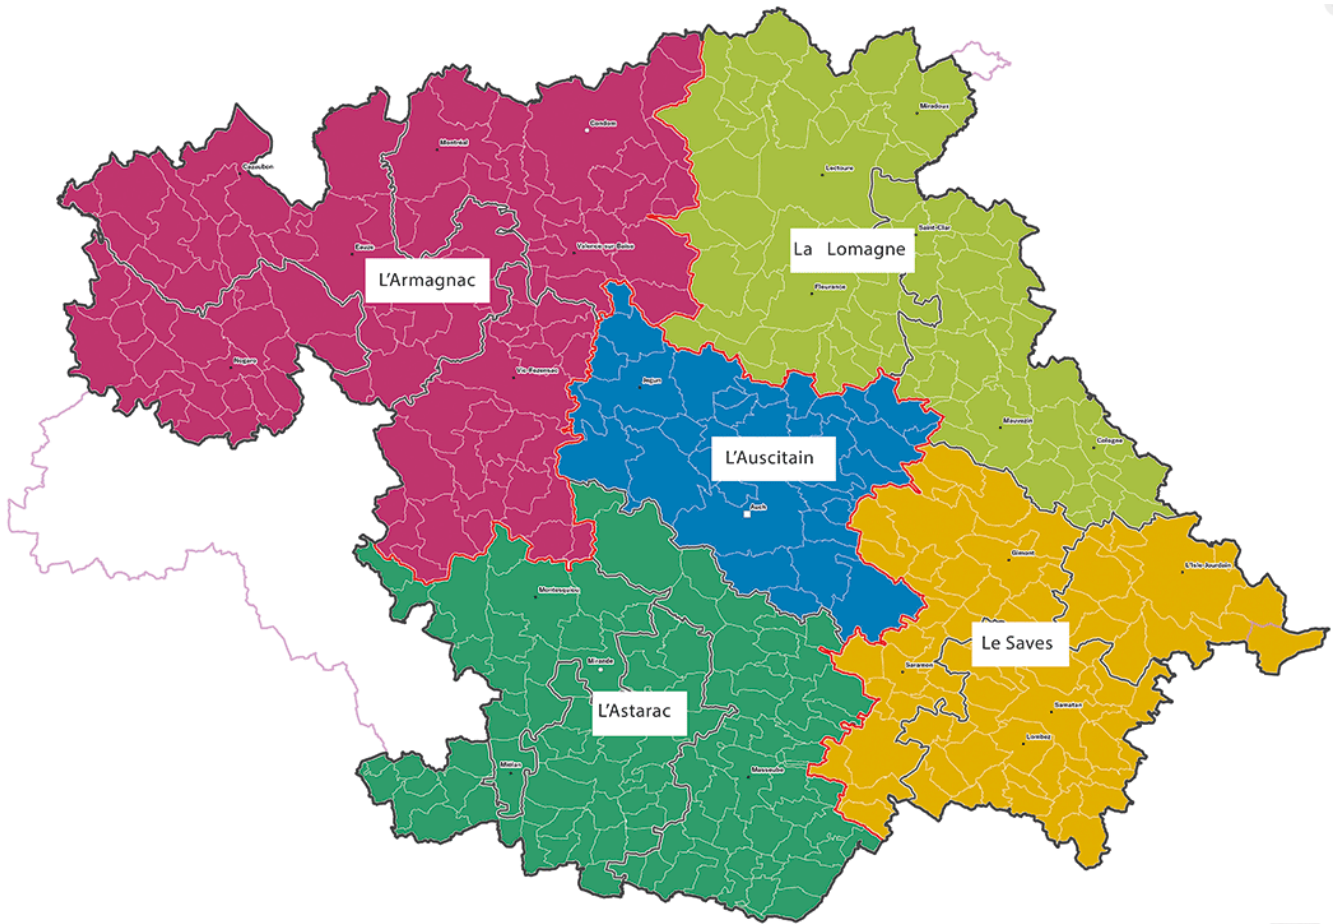 Miradoux
Condom
Montréal
Cazaubon
Lectoure
Saint-Clar
Eauze
Valence-sur-Baïse
La Lomagne
L'Armagnac
Fleurance
Nogaro
Vic-Fezensac
Jegun
Mauvezin
Cologne
L'Auscitain
Auch
Gimont
L'Isle-Jourdain
Montesquiou
Le Saves
Mirande
Saramon
L'Astarac
Samatan
Lombez
Miélan
Masseube